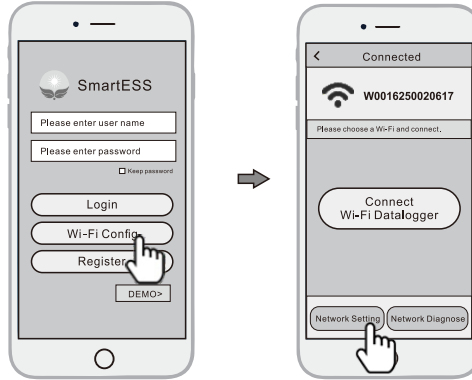 SmartESS
Please enter user name
Please enter password
Keep password
Login
Wi-Fi Config
Register
DEMO>
Connected
W0016250020617
Please choose a Wi-Fi and connect.
Connect
Wi-Fi Datalogger
Network Setting
Network Diagnose